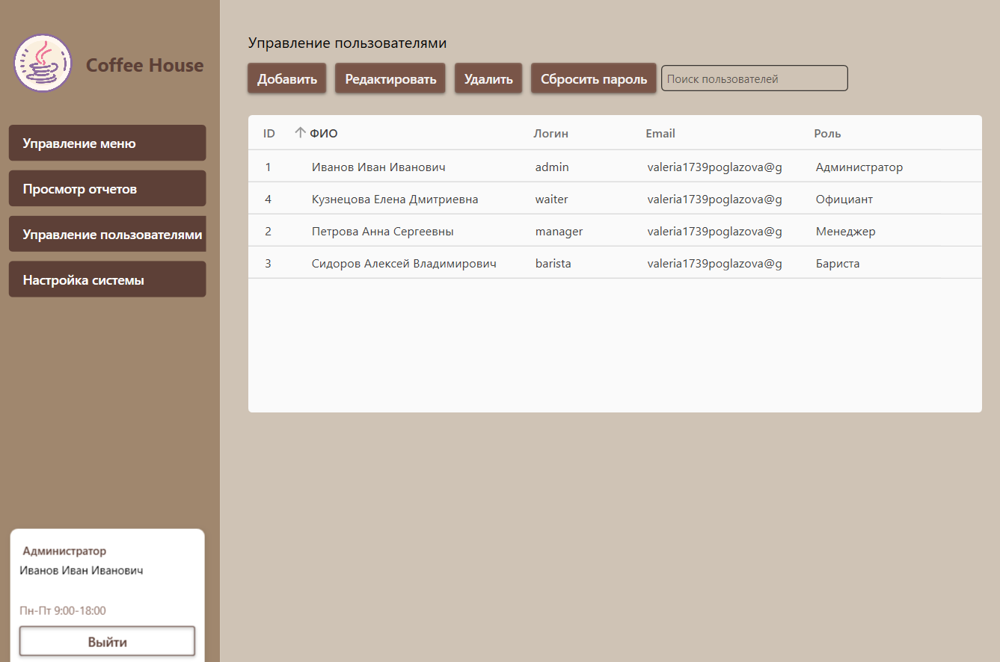 Coffee House
Управление меню
Просмотр отчетов
Управление пользователями
Настройка системы
Администратор
Иванов Иван Иванович
Пн-Пт 9:00-18:00
Выйти
Управление пользователями
Добавить Редактировать Удалить Сбросить пароль Поиск пользователей
ID ФИО Логин Email Роль
1 Иванов Иван Иванович admin valeria1739poglazova@g Администратор
4 Кузнецова Елена Дмитриевна waiter valeria1739poglazova@g Официант
2 Петрова Анна Сергеевны manager valeria1739poglazova@g Менеджер
3 Сидоров Алексей Владимирович barista valeria1739poglazova@g Бариста